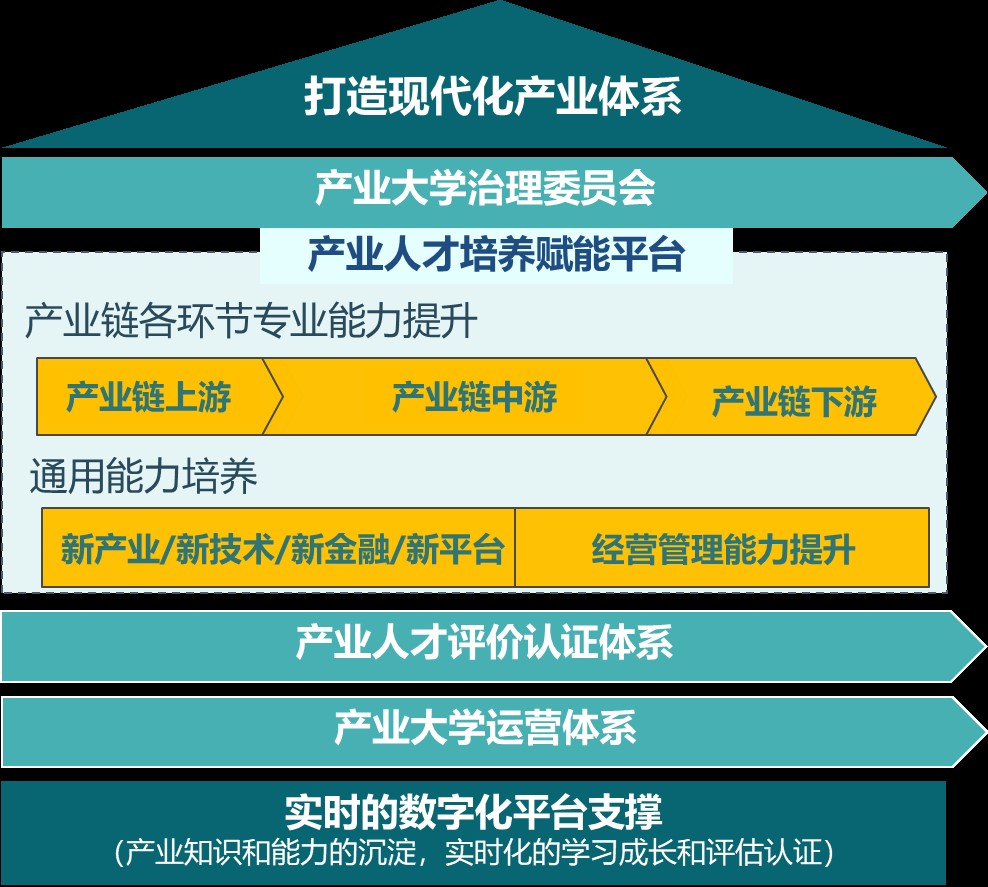 打造现代化产业体系
产业大学治理委员会
产业人才培养赋能平台
产业链各环节专业能力提升
产业链上游
产业链中游
产业链下游
通用能力培养
新产业/新技术/新金融/新平台
经营管理能力提升
产业人才评价认证体系
产业大学运营体系
实时的数字化平台支撑
（产业知识和能力的沉淀，实时化的学习成长和评估认证）